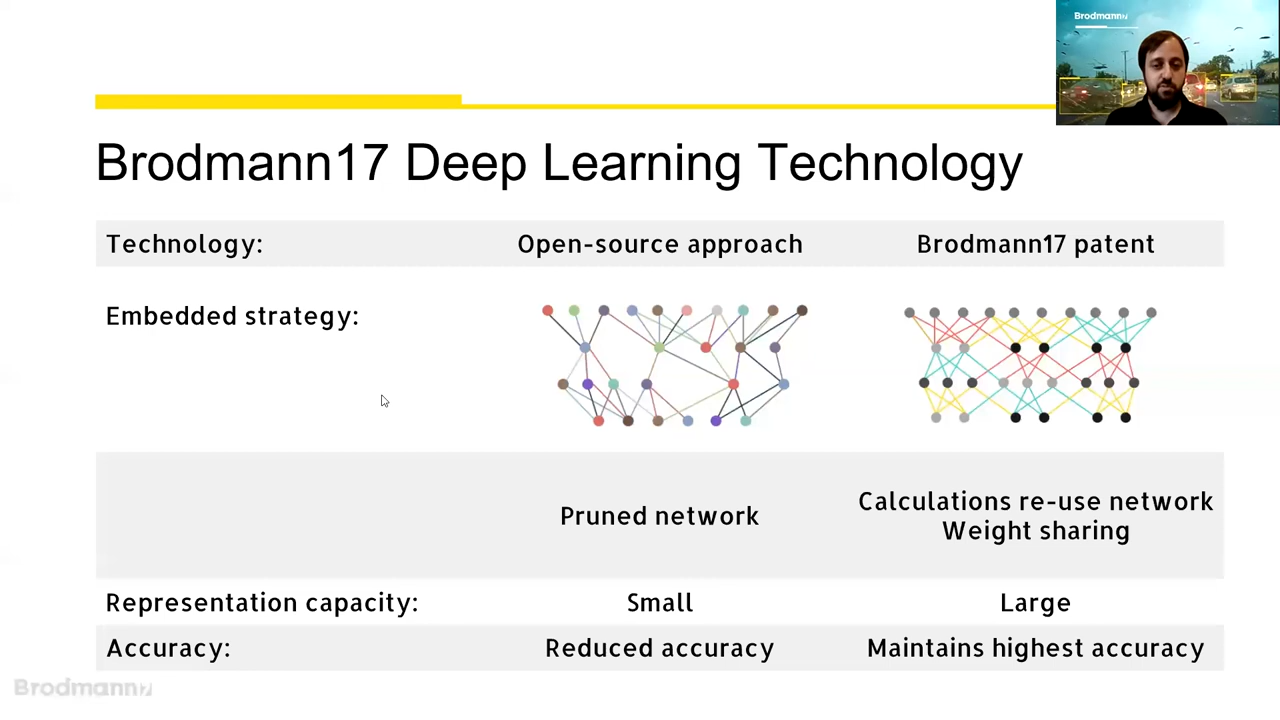 Brodmann17
Brodmann17 Deep Learning Technology
Technology:
Open-source approach
Brodmann17 patent
Embedded strategy:
Pruned network
Calculations re-use network
Weight sharing
Representation capacity:
Small
Large
Accuracy:
Reduced accuracy
Maintains highest accuracy
Brodmann17